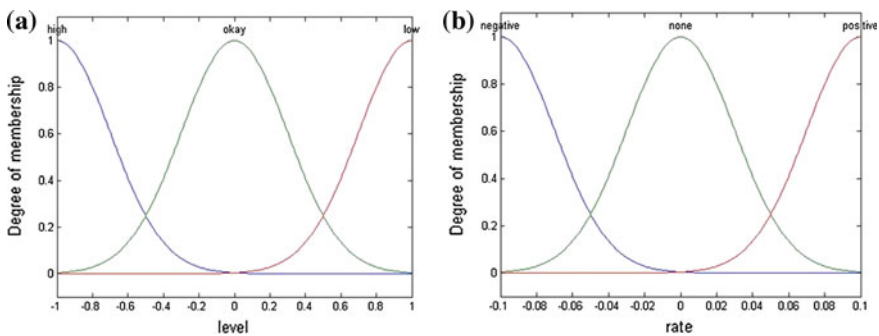 (a)
high okay low
1
0.8
0.6
0.4
0.2
0
Degree of membership
-1 -0.8 -0.6 -0.4 -0.2 0 0.2 0.4 0.6 0.8 1
level
(b)
negative none positive
1
0.8
0.6
0.4
0.2
0
Degree of membership
-0.1 -0.08 -0.06 -0.04 -0.02 0 0.02 0.04 0.06 0.08 0.1
rate